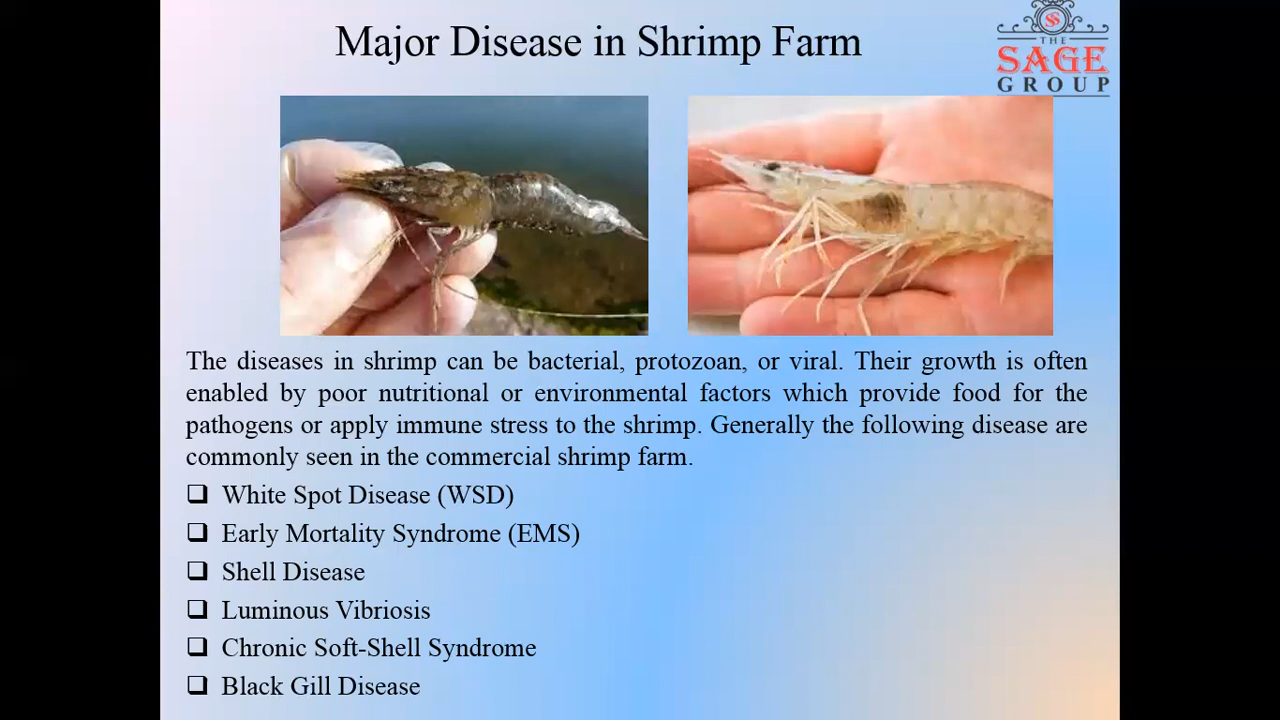 Major Disease in Shrimp Farm
SS
THE
SAGE
GROUP
The diseases in shrimp can be bacterial, protozoan, or viral. Their growth is often
enabled by poor nutritional or environmental factors which provide food for the
pathogens or apply immune stress to the shrimp. Generally the following disease are
commonly seen in the commercial shrimp farm.
❑ White Spot Disease (WSD)
❑ Early Mortality Syndrome (EMS)
❑ Shell Disease
❑ Luminous Vibriosis
❑ Chronic Soft-Shell Syndrome
❑ Black Gill Disease